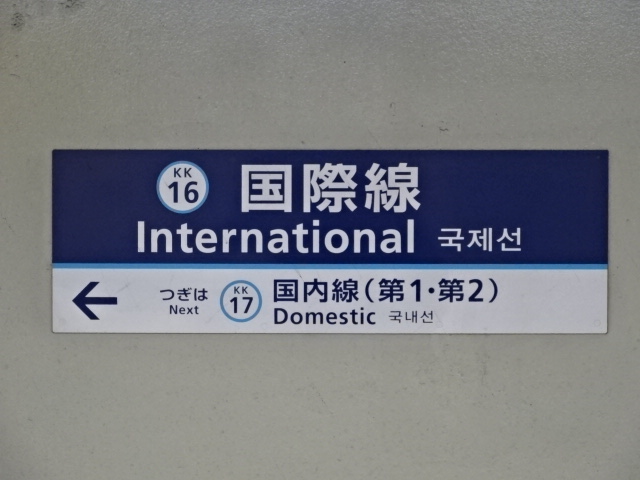 KK
16 国際線
International 국제선
つぎは KK 国内線(第1・第2)
Next 17 Domestic 국내선